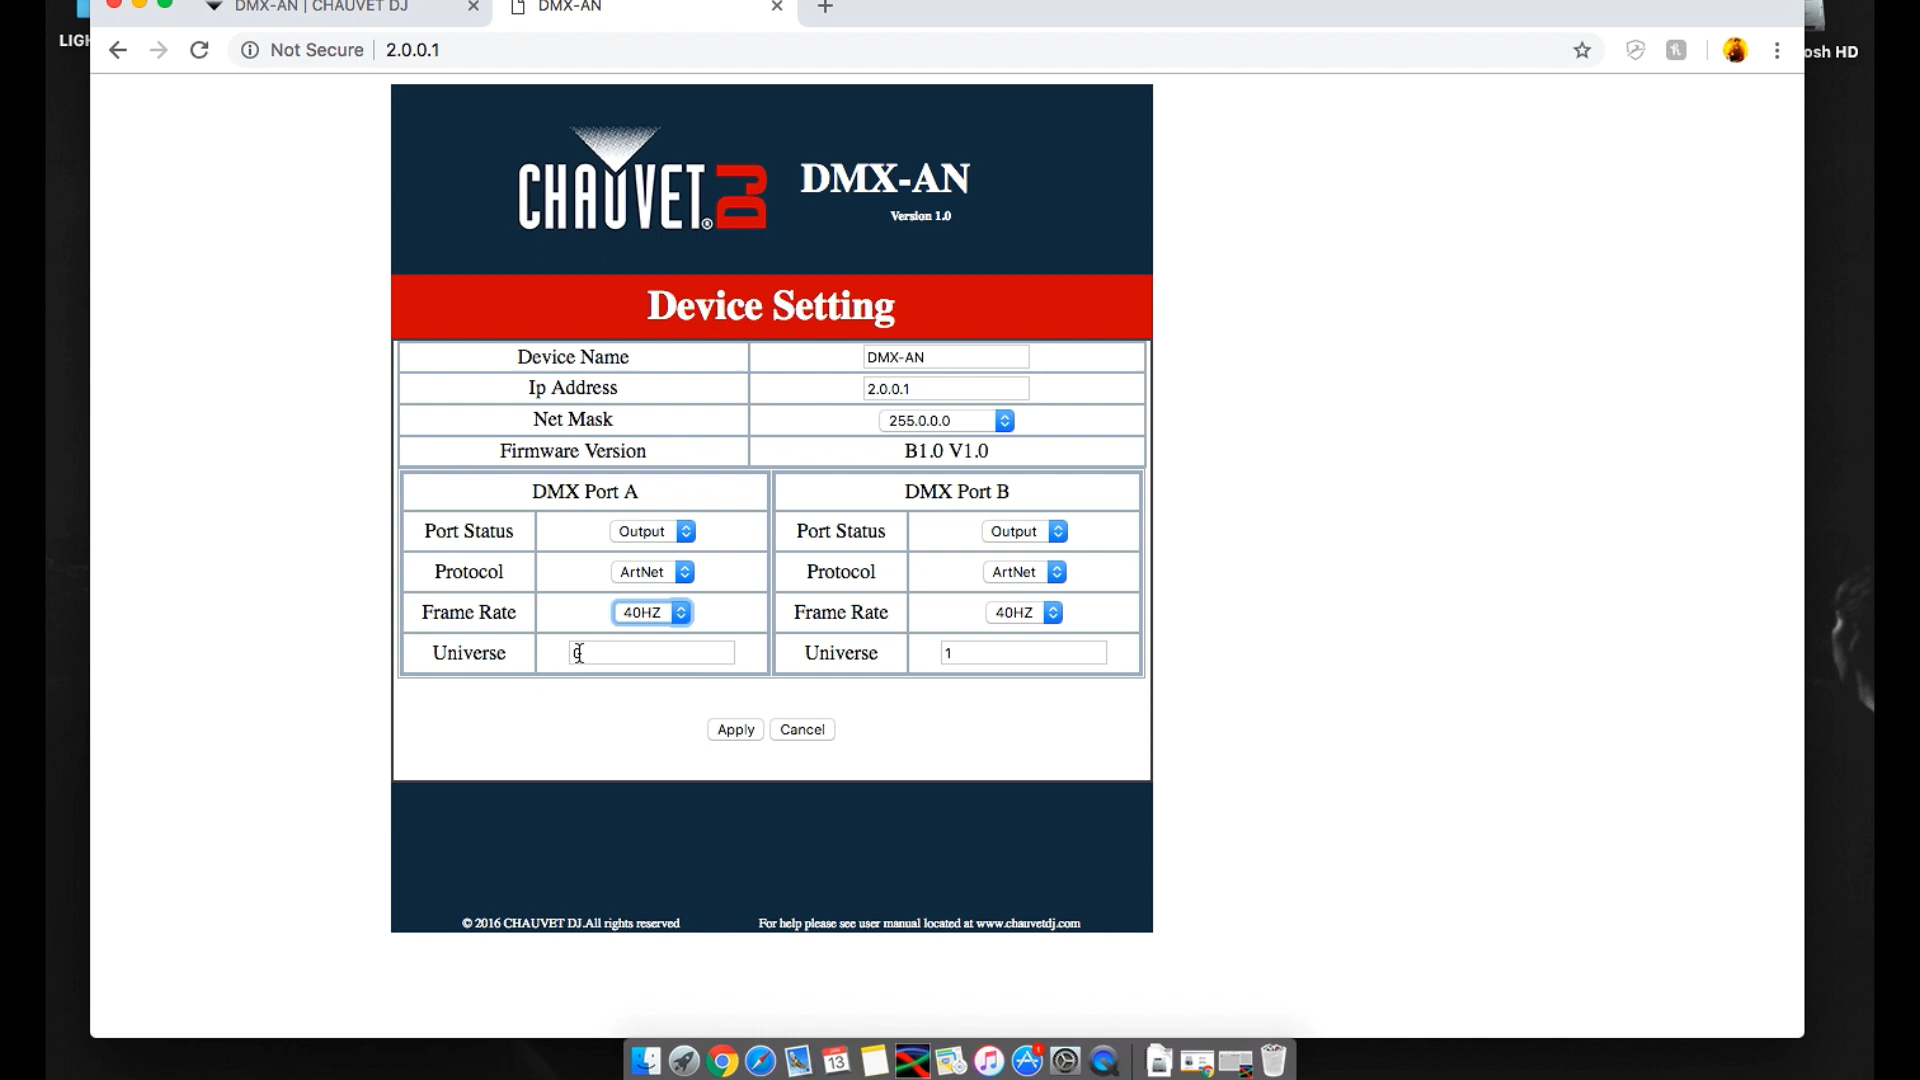 DMX-AN | CHAUVET DJ
DMX-AN
Not Secure
2.0.0.1
osh HD
CHAUVET® DJ
DMX-AN
Version 1.0
Device Setting
Device Name
DMX-AN
Ip Address
2.0.0.1
Net Mask
255.0.0.0
Firmware Version
B1.0 V1.0
DMX Port A
DMX Port B
Port Status
Output
Port Status
Output
Protocol
ArtNet
Protocol
ArtNet
Frame Rate
40HZ
Frame Rate
40HZ
Universe
Universe
1
Apply
Cancel
© 2016 CHAUVET DJ.All rights reserved
For help please see user manual located at www.chauvetdj.com
JAN
13
1